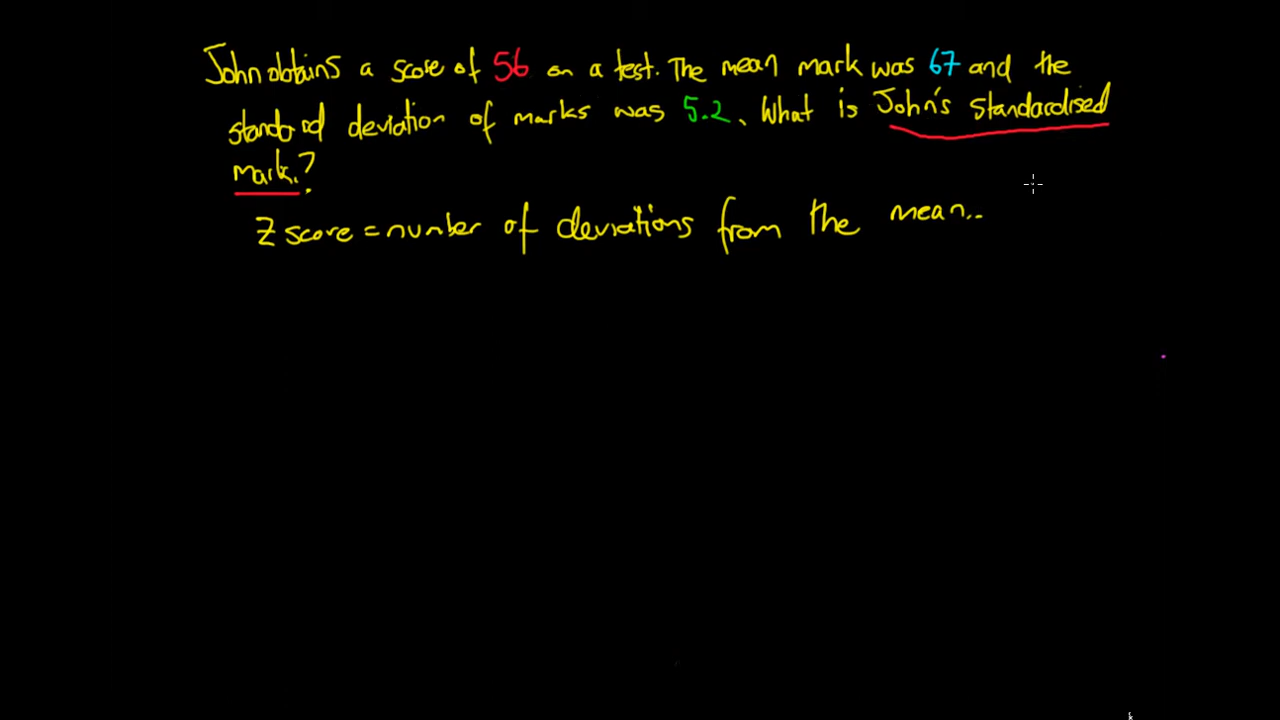 John obtains a score of 56 on a test. The mean mark was 67 and the
standard deviation of marks was 5.2. What is John's standardised
mark.?
Z score = number of deviations from the mean..